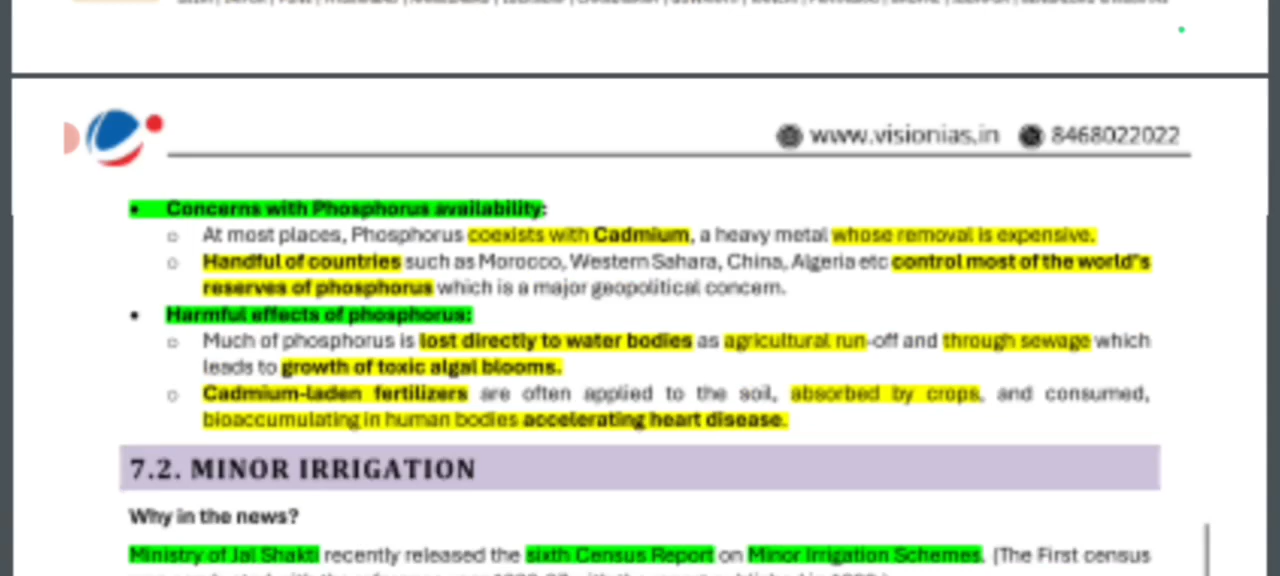 www.visionias.in 8468022022
• Concerns with Phosphorus availability:
o At most places, Phosphorus coexists with Cadmium, a heavy metal whose removal is expensive.
o Handful of countries such as Morocco, Western Sahara, China, Algeria etc control most of the world's
reserves of phosphorus which is a major geopolitical concern.
• Harmful effects of phosphorus:
o Much of phosphorus is lost directly to water bodies as agricultural run-off and through sewage which
leads to growth of toxic algal blooms.
o Cadmium-laden fertilizers are often applied to the soil, absorbed by crops, and consumed,
bioaccumulating in human bodies accelerating heart disease.
7.2. MINOR IRRIGATION
Why in the news?
Ministry of Jal Shakti recently released the sixth Census Report on Minor Irrigation Schemes. (The First census